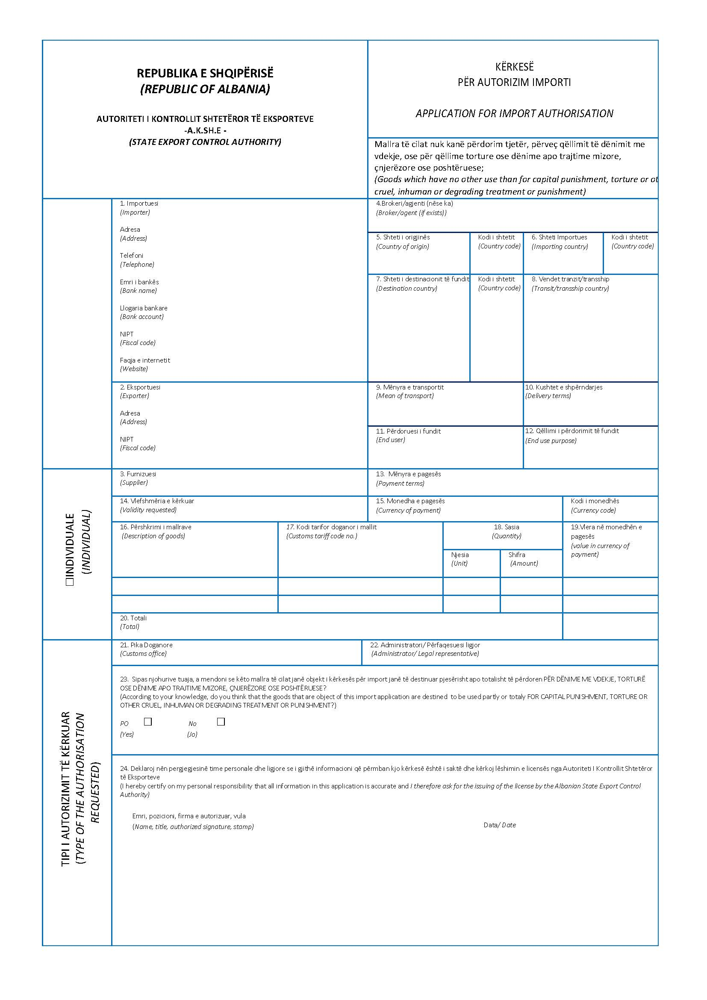 REPUBLIKA E SHQIPËRISË
(REPUBLIC OF ALBANIA)
AUTORITETI I KONTROLLIT SHTETËROR TË EKSPORTEVE
-A.K.SH.E -
(STATE EXPORT CONTROL AUTHORITY)
KËRKESË
PËR AUTORIZIM IMPORTI
APPLICATION FOR IMPORT AUTHORISATION
Mallra të cilat nuk kanë përdorim tjetër, përveç qëllimit të dënimit me
vdekje, ose për qëllime torture ose dënime apo trajtime mizore,
çnjerëzore ose poshtëruese;
(Goods which have no other use than for capital punishment, torture or ot
cruel, inhuman or degrading treatment or punishment)
1. Importuesi
(Importer)
Adresa
(Address)
Telefoni
(Telephone)
Emri i bankës
(Bank name)
Llogaria bankare
(Bank account)
NIPT
(Fiscal code)
Faqja e internetit
(Website)
4.Brokeri/agjenti (nëse ka)
(Broker/agent (if exists))
5. Shteti i origjinës
(Country of origin)
Kodi i shtetit
(Country code)
6. Shteti Importues
(Importing country)
Kodi i shtetit
(Country code)
7. Shteti i destinacionit të fundit
(Destination country)
Kodi i shtetit
(Country code)
8. Vendet tranzit/transship
(Transit/transship country)
2. Eksportuesi
(Exporter)
Adresa
(Address)
NIPT
(Fiscal code)
9. Mënyra e transportit
(Mean of transport)
10. Kushtet e shpërndarjes
(Delivery terms)
11. Përdoruesi i fundit
(End user)
12. Qëllimi i përdorimit të fundit
(End use purpose)
☐INDIVIDUALE
(INDIVIDUAL)
3. Furnizuesi
(Supplier)
13. Mënyra e pagesës
(Payment terms)
14. Vlefshmëria e kërkuar
(Validity requested)
15. Monedha e pagesës
(Currency of payment)
Kodi i monedhës
(Currency code)
16. Përshkrimi i mallrave
(Description of goods)
17. Kodi tarifor doganor i mallit
(Customs tariff code no.)
18. Sasia
(Quantity)
Njesia
(Unit)
Shifra
(Amount)
19.Vlera në monedhën e
pagesës
(value in currency of
payment)
20. Totali
(Total)
TIPI I AUTORIZIMIT TË KËRKUAR
(TYPE OF THE AUTHORISATION
REQUESTED)
21. Pika Doganore
(Customs office)
22. Administratori/ Përfaqesuesi ligjor
(Administrator/ Legal representative)
23. Sipas njohurive tuaja, a mendoni se këto mallra të cilat janë objekt i kërkesës për import janë të destinuar pjesërisht apo totalisht të përdoren PËR DËNIME ME VDEKJE, TORTURË
OSE DËNIME APO TRAJTIME MIZORE, ÇNJERËZORE OSE POSHTËRUESE?
(According to your knowledge, do you think that the goods that are object of this import application are destined to be used partly or totaly FOR CAPITAL PUNISHMENT, TORTURE OR
OTHER CRUEL, INHUMAN OR DEGRADING TREATMENT OR PUNISHMENT?)
PO ☐ No ☐
(Yes) (Jo)
24. Deklaroj nën pergjegjesinë time personale dhe ligjore se i gjithë informacioni që përmban kjo kërkesë është i saktë dhe kërkoj lëshimin e licensës nga Autoriteti I Kontrollit Shtetëror
të Eksporteve
(I hereby certify on my personal responsibility that all information in this application is accurate and I therefore ask for the issuing of the license by the Albanian State Export Control
Authority)
Emri, pozicioni, firma e autorizuar, vula
(Name, title, authorized signature, stamp)
Data/ Date